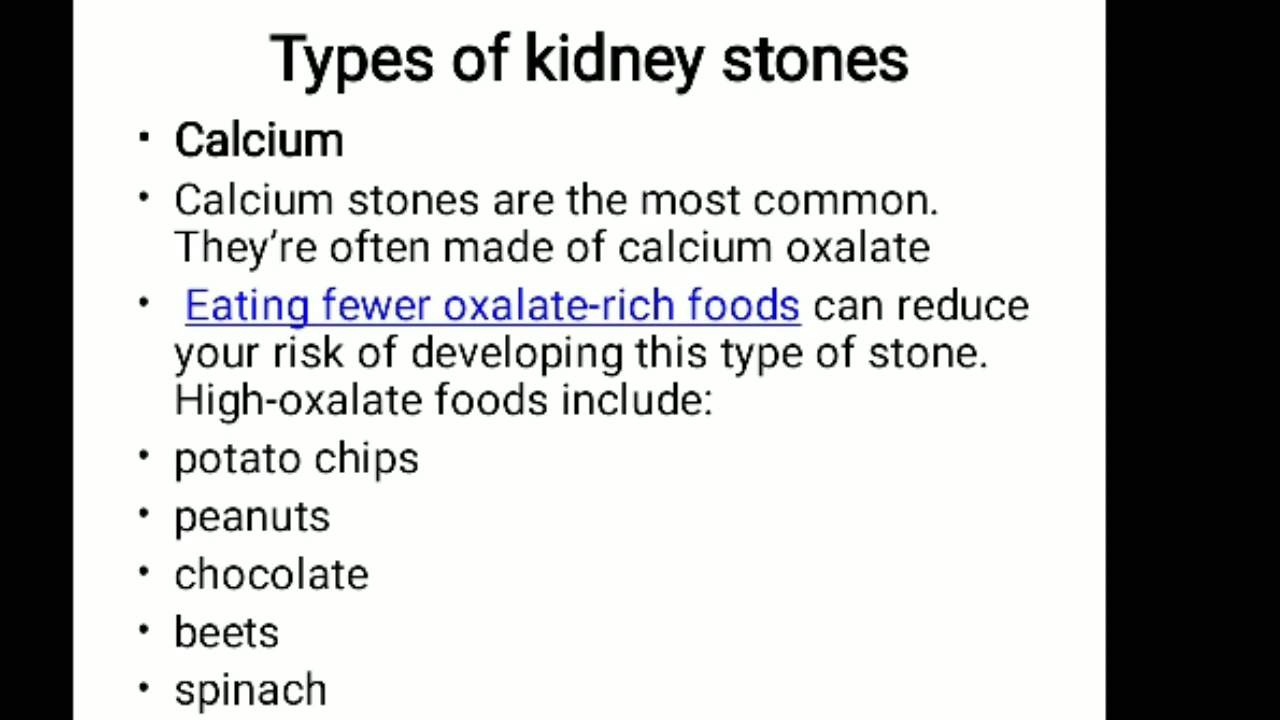 Types of kidney stones
• Calcium
• Calcium stones are the most common.
They’re often made of calcium oxalate
• Eating fewer oxalate-rich foods can reduce
your risk of developing this type of stone.
High-oxalate foods include:
• potato chips
• peanuts
• chocolate
• beets
• spinach